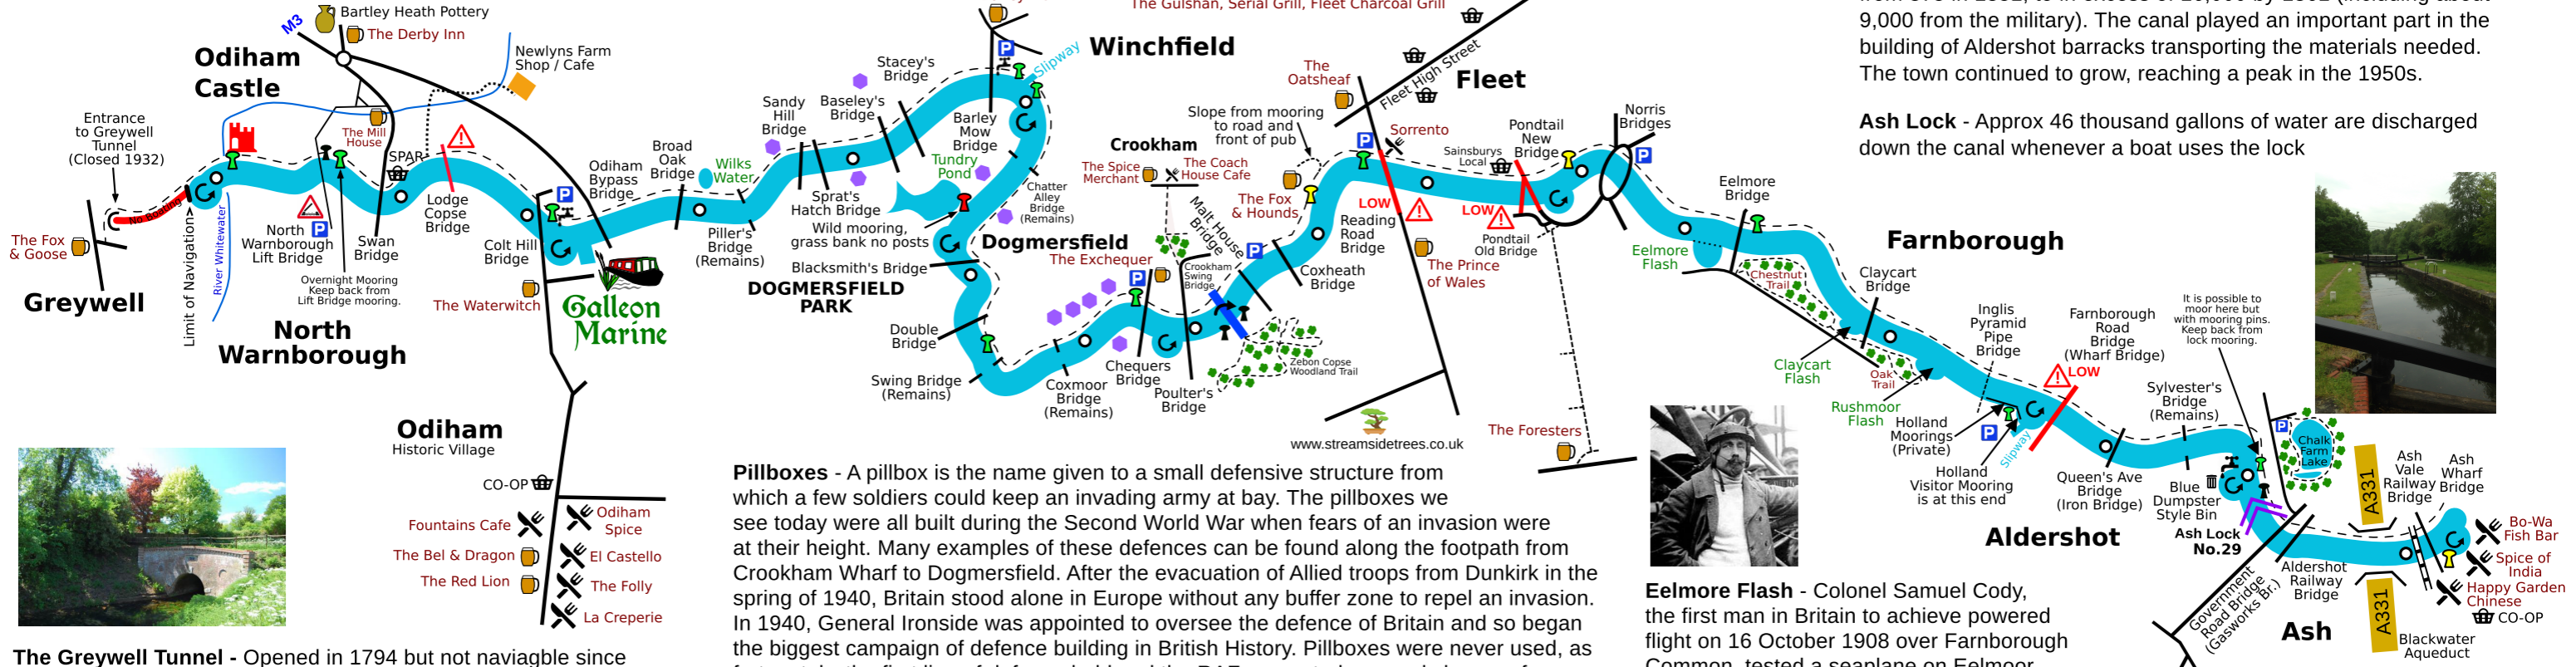 M3
Bartley Heath Pottery
The Derby Inn
Odiham
Castle
Newlyns Farm
Shop / Cafe
Entrance
to Greywell
Tunnel
(Closed 1932)
The Mill
House
SPAR
No Boating
Limit of Navigation>
River Whitewater
The Fox
& Goose
Greywell
North
Warnborough
Lift Bridge
Overnight Mooring
Keep back from
Lift Bridge mooring.
Swan
Bridge
Lodge
Copse
Bridge
North
Warnborough
Colt Hill
Bridge
Odiham
Bypass
Bridge
Broad
Oak
Bridge
Wilks
Water
The Waterwitch
Galleon
Marine
Piller's
Bridge
(Remains)
Sandy
Hill
Bridge
Baseley's
Bridge
Stacey's
Bridge
Sprat's
Hatch Bridge
Barley
Mow
Bridge
Tundry
Pond
Slipway
Winchfield
Wild mooring,
grass bank no posts
Chatter
Alley
Bridge
(Remains)
Blacksmith's Bridge
DOGMERSFIELD
PARK
Dogmersfield
The Exchequer
Double
Bridge
Swing Bridge
(Remains)
Coxmoor
Bridge
(Remains)
Chequers
Bridge
Poulter's
Bridge
Crookham
The Spice
Merchant
The Coach
House Cafe
Malt House
Bridge
Crookham
Swing
Bridge
Zebon Copse
Woodland Trail
Coxheath
Bridge
The Gulshan, Serial Grill, Fleet Charcoal Grill
The
Oatsheaf
Fleet High Street
Fleet
Slope from mooring
to road and
front of pub
The Fox
& Hounds
Sorrento
LOW
Reading
Road
Bridge
The Prince
of Wales
Sainsburys
Local
Pondtail
New
Bridge
LOW
Pondtail
Old Bridge
Norris
Bridges
www.streamsidetrees.co.uk
The Foresters
Eelmore
Flash
Eelmore
Bridge
Chestnut
Trail
Farnborough
Claycart
Bridge
Claycart
Flash
Oak
Trail
Rushmoor
Flash
Inglis
Pyramid
Pipe
Bridge
Farnborough
Road
Bridge
(Wharf Bridge)
LOW
Holland
Moorings
(Private)
Slipway
Holland
Visitor Mooring
is at this end
Aldershot
Queen's Ave
Bridge
(Iron Bridge)
Sylvester's
Bridge
(Remains)
It is possible to
moor here but
with mooring pins.
Keep back from
lock mooring.
Blue
Dumpster
Style Bin
Ash Lock
No.29
Chalk
Farm
Lake
Government
Road Bridge
(Gasworks Br.)
Aldershot
Railway
Bridge
A331
A331
Ash
Vale
Railway
Bridge
Ash
Wharf
Bridge
Bo-Wa
Fish Bar
Spice of
India
Happy Garden
Chinese
CO-OP
Ash
Blackwater
Aqueduct
Odiham
Historic Village
CO-OP
Fountains Cafe
Odiham
Spice
The Bel & Dragon
El Castello
The Red Lion
The Folly
La Creperie
9,000 from the military). The canal played an important part in the
building of Aldershot barracks transporting the materials needed.
The town continued to grow, reaching a peak in the 1950s.
Ash Lock - Approx 46 thousand gallons of water are discharged
down the canal whenever a boat uses the lock
Pillboxes - A pillbox is the name given to a small defensive structure from
which a few soldiers could keep an invading army at bay. The pillboxes we
see today were all built during the Second World War when fears of an invasion were
at their height. Many examples of these defences can be found along the footpath from
Crookham Wharf to Dogmersfield. After the evacuation of Allied troops from Dunkirk in the
spring of 1940, Britain stood alone in Europe without any buffer zone to repel an invasion.
In 1940, General Ironside was appointed to oversee the defence of Britain and so began
the biggest campaign of defence building in British History. Pillboxes were never used, as
Eelmore Flash - Colonel Samuel Cody,
the first man in Britain to achieve powered
flight on 16 October 1908 over Farnborough
Common, tested a seaplane on Eelmoor
The Greywell Tunnel - Opened in 1794 but not naviagble since